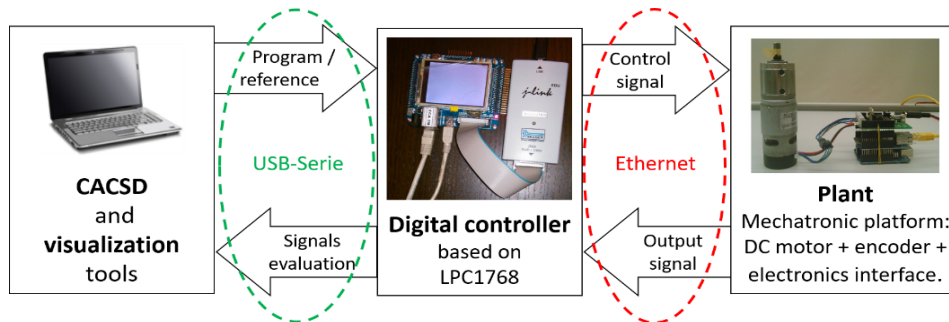 Program /
reference
USB-Serie
Signals
evaluation
CACSD
and
visualization
tools
j-link
Digital controller
based on
LPC1768
Control
signal
Ethernet
Output
signal
Plant
Mechatronic platform:
DC motor + encoder +
electronics interface.